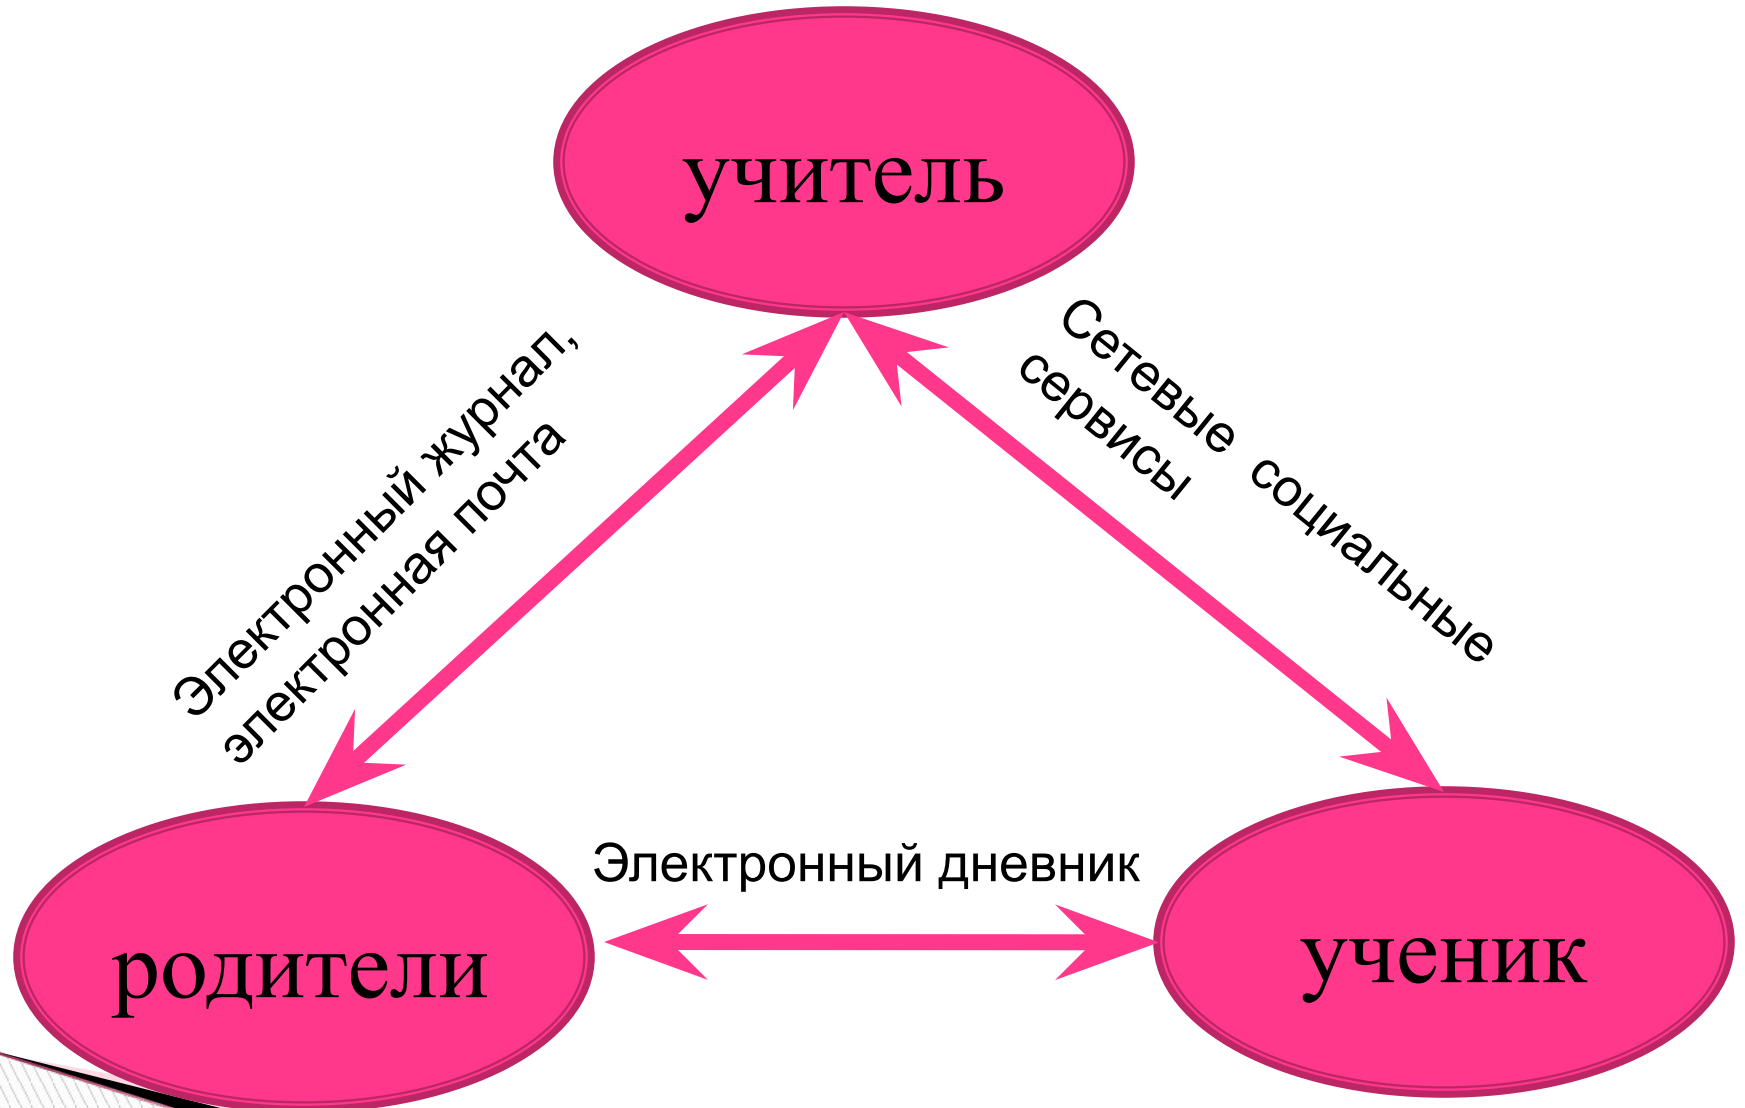 учитель
Электронный журнал,
электронная почта
Сетевые социальные
сервисы
Электронный дневник
родители
ученик